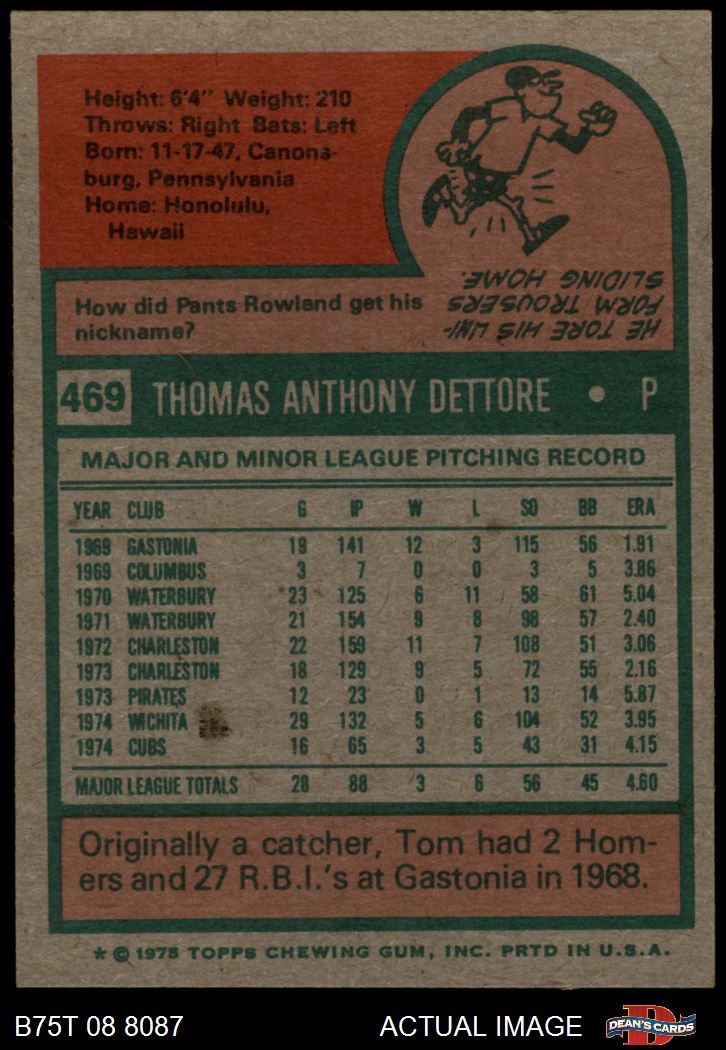 Height: 6'4" Weight: 210
Throws: Right Bats: Left
Born: 11-17-47, Canons-
burg, Pennsylvania
Home: Honolulu,
Hawaii
How did Pants Rowland get his
nickname?
HE TORE HIS UNI-
FORM TROUSERS
SLIDING HOME.
469 THOMAS ANTHONY DETTORE • P
MAJOR AND MINOR LEAGUE PITCHING RECORD
YEAR CLUB G IP W L SO BB ERA
1969 GASTONIA 19 141 12 3 115 56 1.91
1969 COLUMBUS 3 7 0 0 3 5 3.86
1970 WATERBURY 23 125 6 11 58 61 5.04
1971 WATERBURY 21 154 9 8 98 57 2.40
1972 CHARLESTON 22 159 11 7 108 51 3.06
1973 CHARLESTON 18 129 9 5 72 55 2.16
1973 PIRATES 12 23 0 1 13 14 5.87
1974 WICHITA 29 132 5 6 104 52 3.95
1974 CUBS 16 65 3 5 43 31 4.15
MAJOR LEAGUE TOTALS 28 88 3 6 56 45 4.60
Originally a catcher, Tom had 2 Hom-
ers and 27 R.B.I.'s at Gastonia in 1968.
* © 1975 TOPPS CHEWING GUM, INC. PRTD IN U.S.A.
B75T 08 8087 ACTUAL IMAGE DEAN'S CARDS